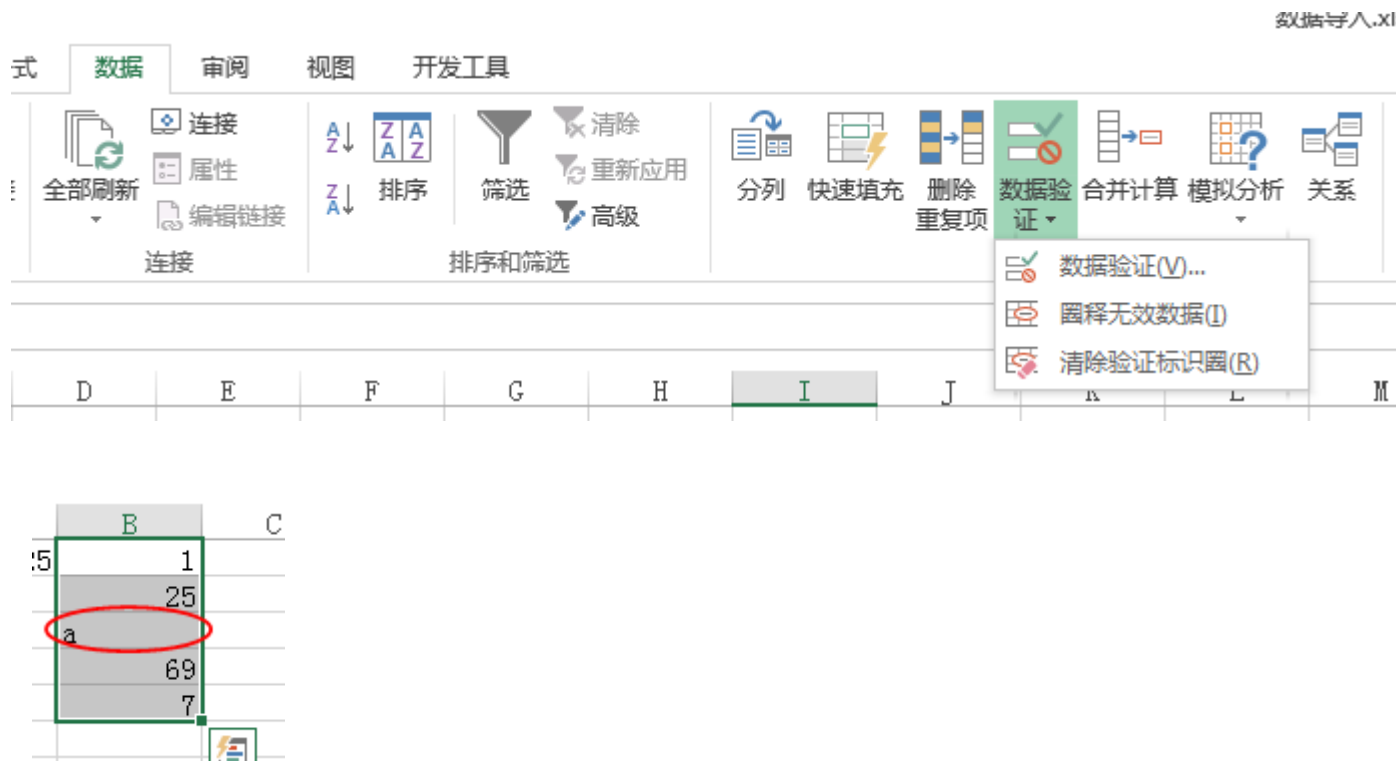 数据导入.xl
式 数据 审阅 视图 开发工具
全部刷新
连接
属性
编辑链接
连接
排序
筛选
清除
重新应用
高级
排序和筛选
分列
快速填充
删除
重复项
数据验
证
合并计算
模拟分析
关系
数据验证(V)...
圈释无效数据(I)
清除验证标识圈(R)
D E F G H I J M
B C
:5 1
25
a
69
7